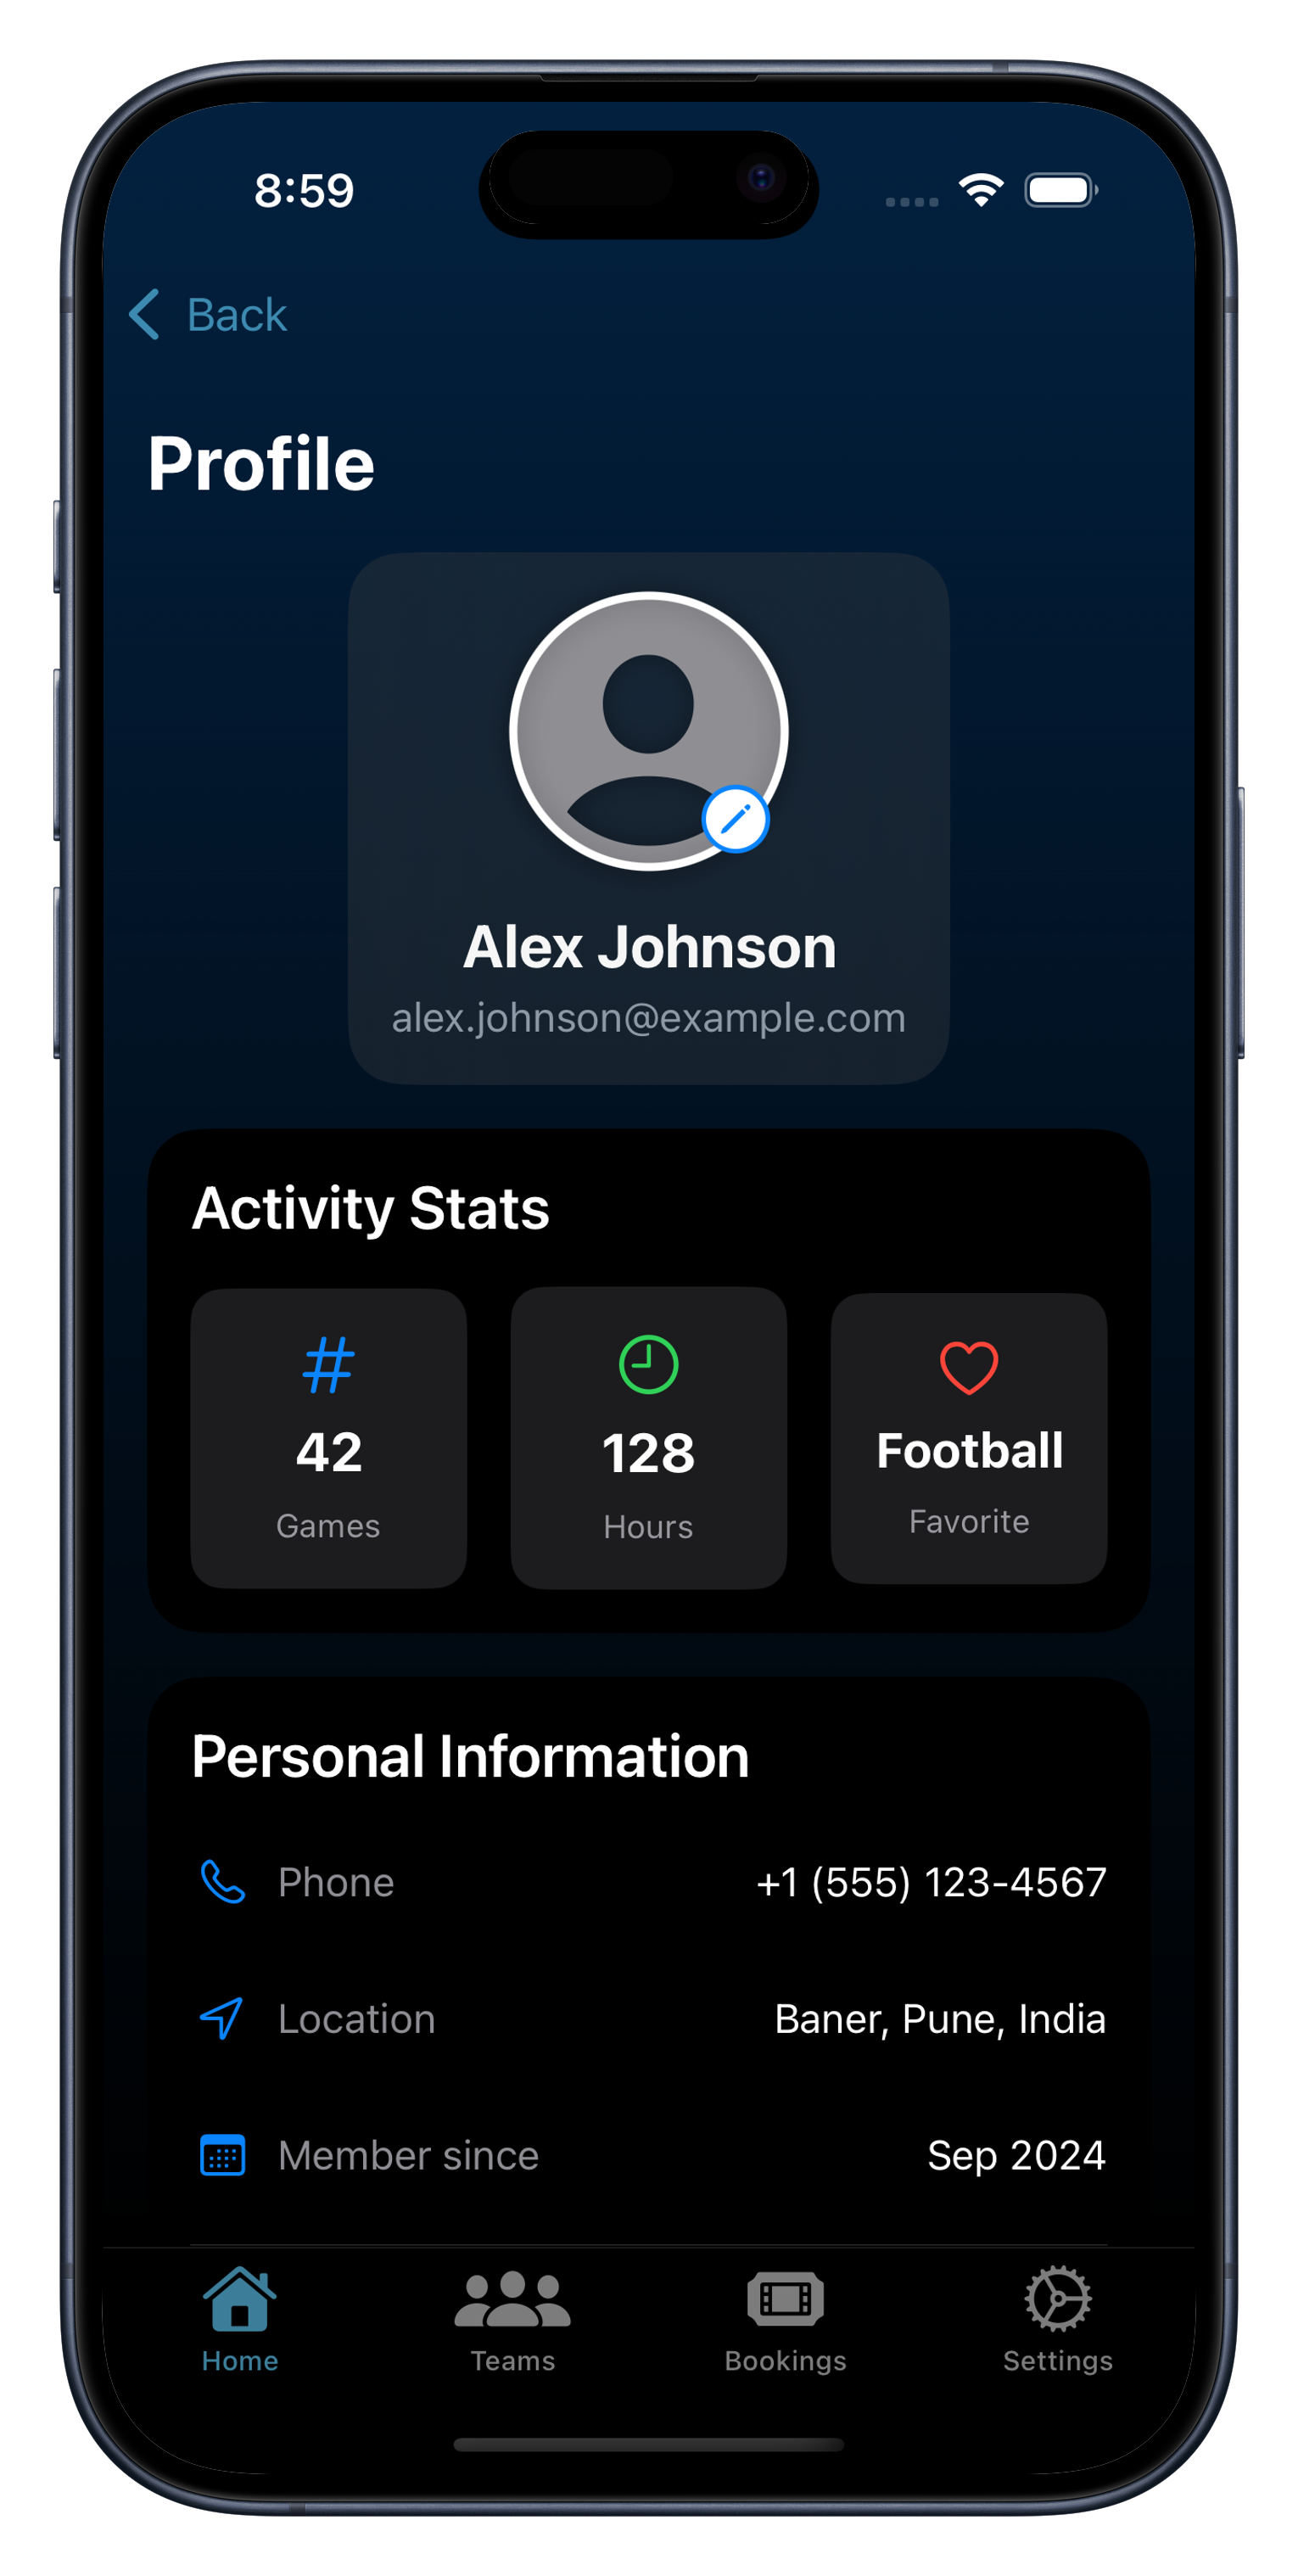 8:59
Back
Profile
Alex Johnson
alex.johnson@example.com
Activity Stats
42
Games
128
Hours
Football
Favorite
Personal Information
Phone +1 (555) 123-4567
Location Baner, Pune, India
Member since Sep 2024
Home Teams Bookings Settings